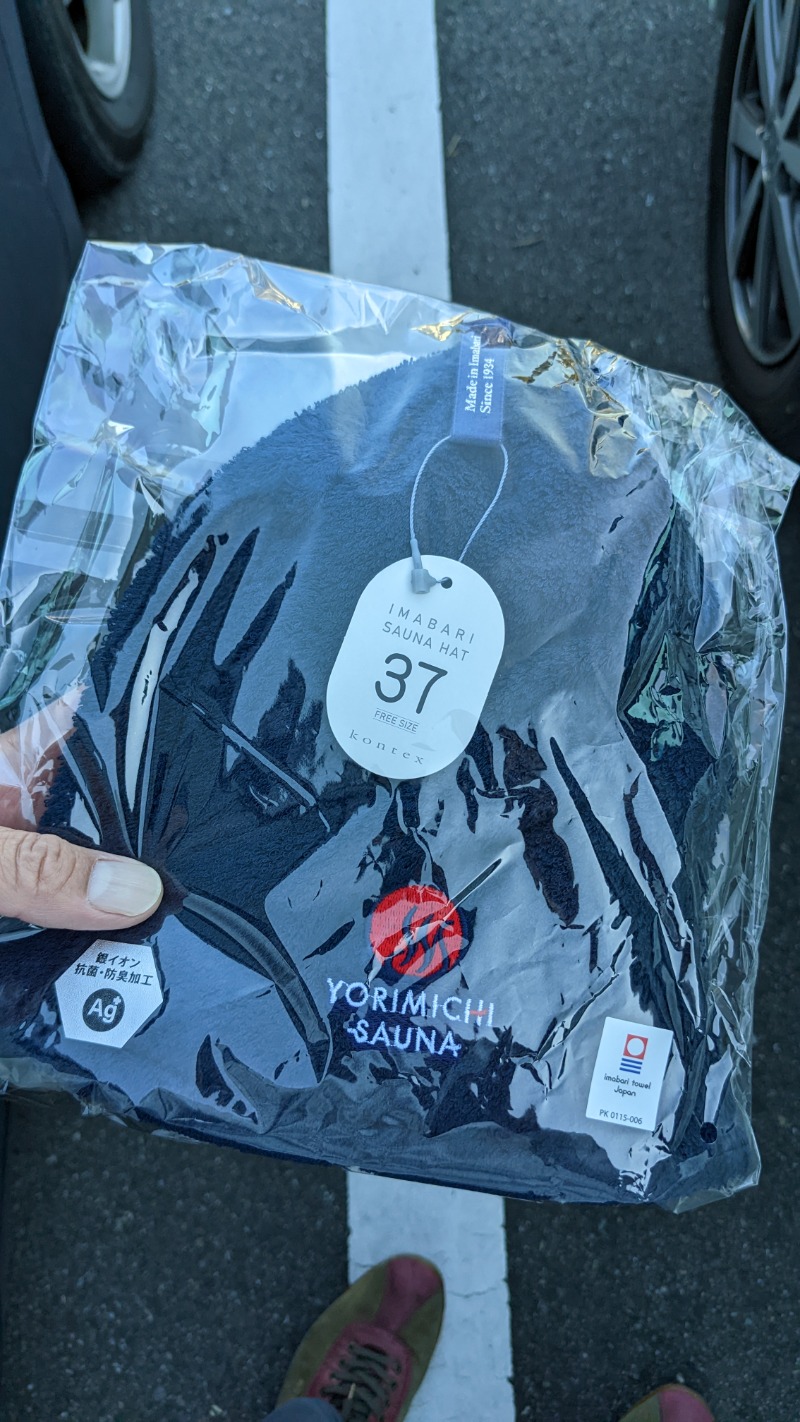 Made in Imabari
Since 1934
IMABARI
SAUNA HAT
37
FREE SIZE
kontex
銀イオン
抗菌・防臭加工
Ag+
YORIMICHI
SAUNA
imabari towel
Japan
PK 0115-006